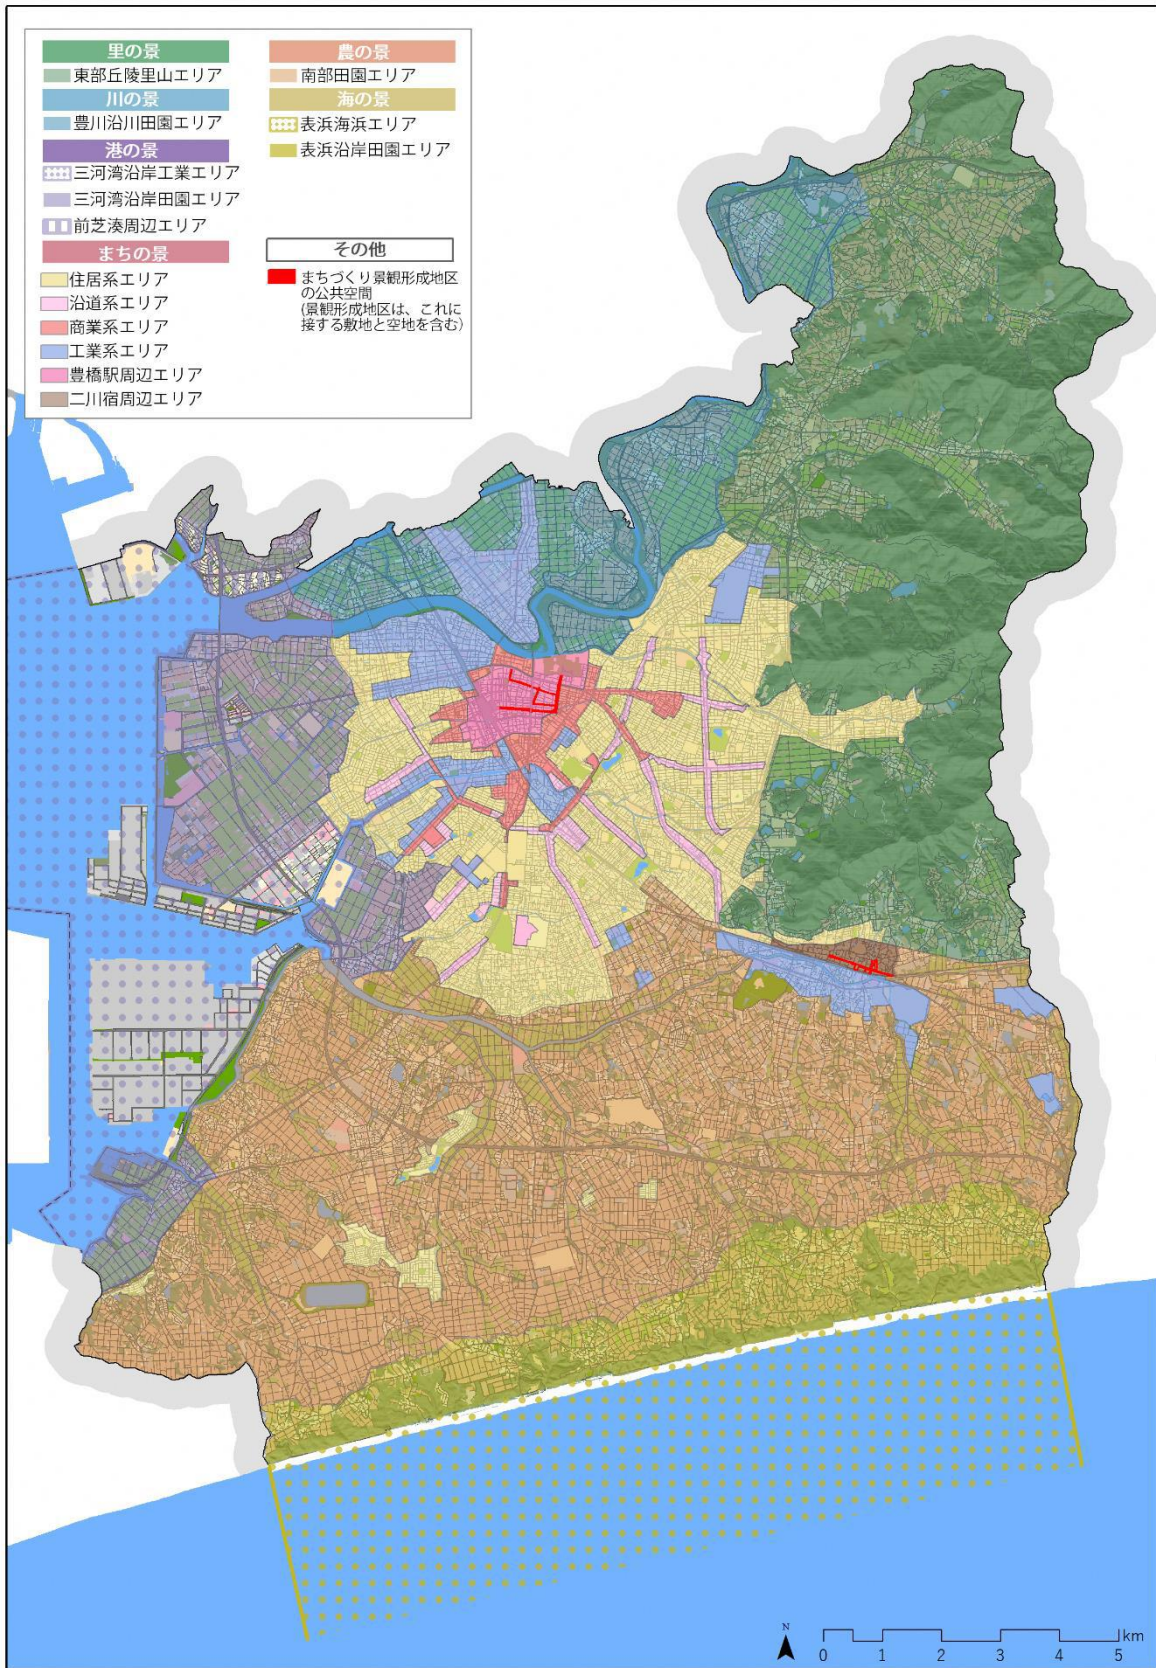 里の景
東部丘陵里山エリア
川の景
豊川沿川田園エリア
港の景
三河湾沿岸工業エリア
三河湾沿岸田園エリア
前芝湊周辺エリア
まちの景
住居系エリア
沿道系エリア
商業系エリア
工業系エリア
豊橋駅周辺エリア
二川宿周辺エリア
農の景
南部田園エリア
海の景
表浜海浜エリア
表浜沿岸田園エリア
その他
まちづくり景観形成地区
の公共空間
(景観形成地区は、これに
接する敷地と空地を含む)
N
km
0 1 2 3 4 5